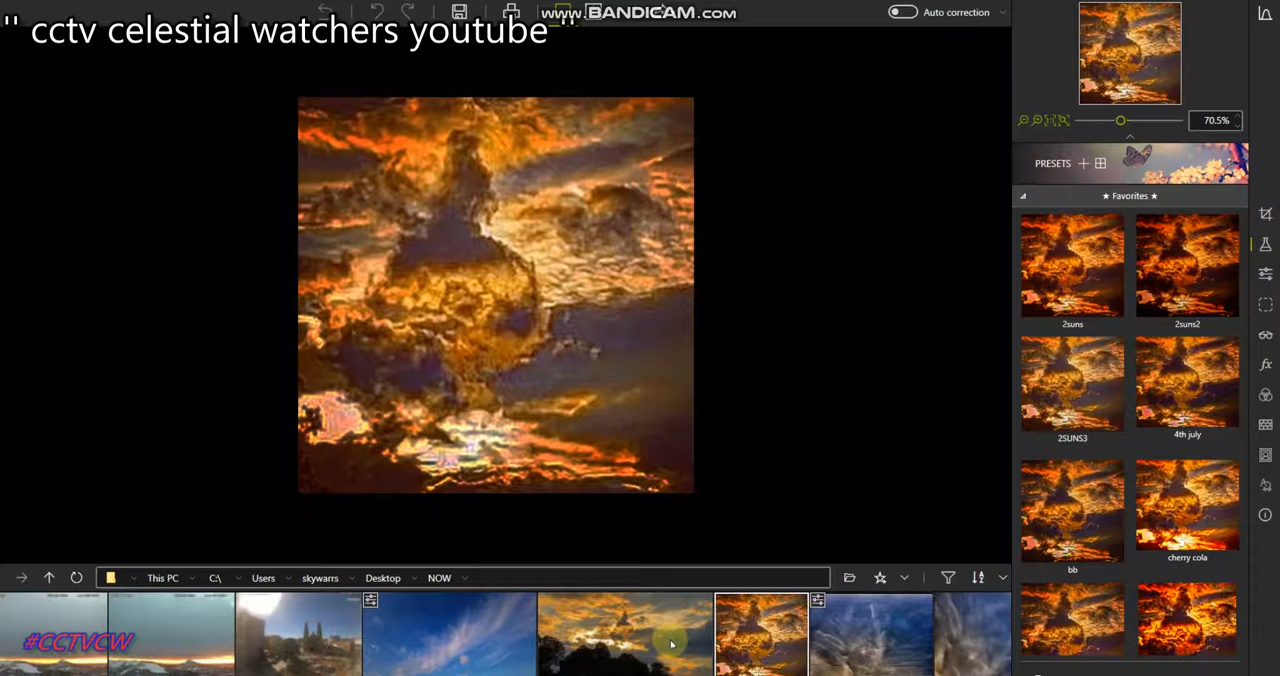 www.BANDICAM.com
Auto correction
" cctv celestial watchers youtube "
70.5%
PRESETS
★ Favorites ★
2suns
2suns2
2SUNS3
4th july
bb
cherry cola
This PC
C:\
Users
skywarrs
Desktop
NOW
#CCTVCW